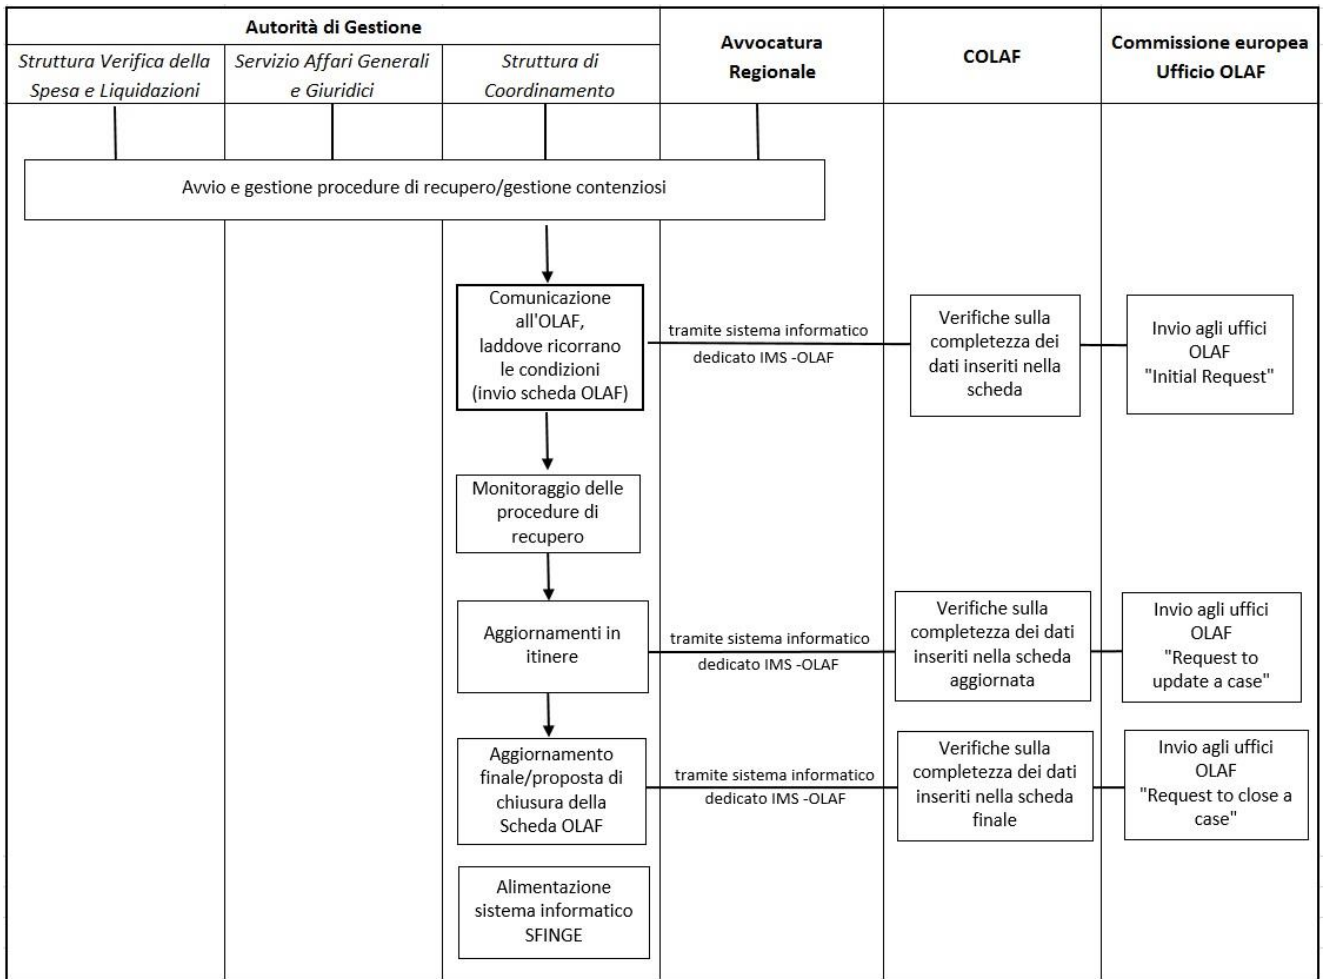 Autorità di Gestione
Struttura Verifica della
Spesa e Liquidazioni
Servizio Affari Generali
e Giuridici
Struttura di
Coordinamento
Avvocatura
Regionale
COLAF
Commissione europea
Ufficio OLAF
Avvio e gestione procedure di recupero/gestione contenziosi
Comunicazione
all'OLAF,
laddove ricorrano
le condizioni
(invio scheda OLAF)
tramite sistema informatico
dedicato IMS -OLAF
Verifiche sulla
completezza dei
dati inseriti nella
scheda
Invio agli uffici
OLAF
"Initial Request"
Monitoraggio delle
procedure di
recupero
Aggiornamenti in
itinere
tramite sistema informatico
dedicato IMS -OLAF
Verifiche sulla
completezza dei dati
inseriti nella scheda
aggiornata
Invio agli uffici
OLAF
"Request to
update a case"
Aggiornamento
finale/proposta di
chiusura della
Scheda OLAF
tramite sistema informatico
dedicato IMS -OLAF
Verifiche sulla
completezza dei dati
inseriti nella scheda
finale
Invio agli uffici
OLAF
"Request to close a
case"
Alimentazione
sistema informatico
SFINGE